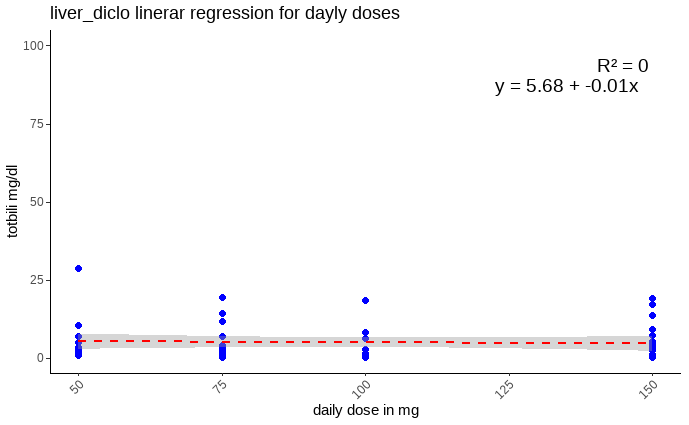 liver_diclo linerar regression for dayly doses
R² = 0
y = 5.68 + -0.01x
totbili mg/dl
100
75
50
25
0
50
75
100
125
150
daily dose in mg